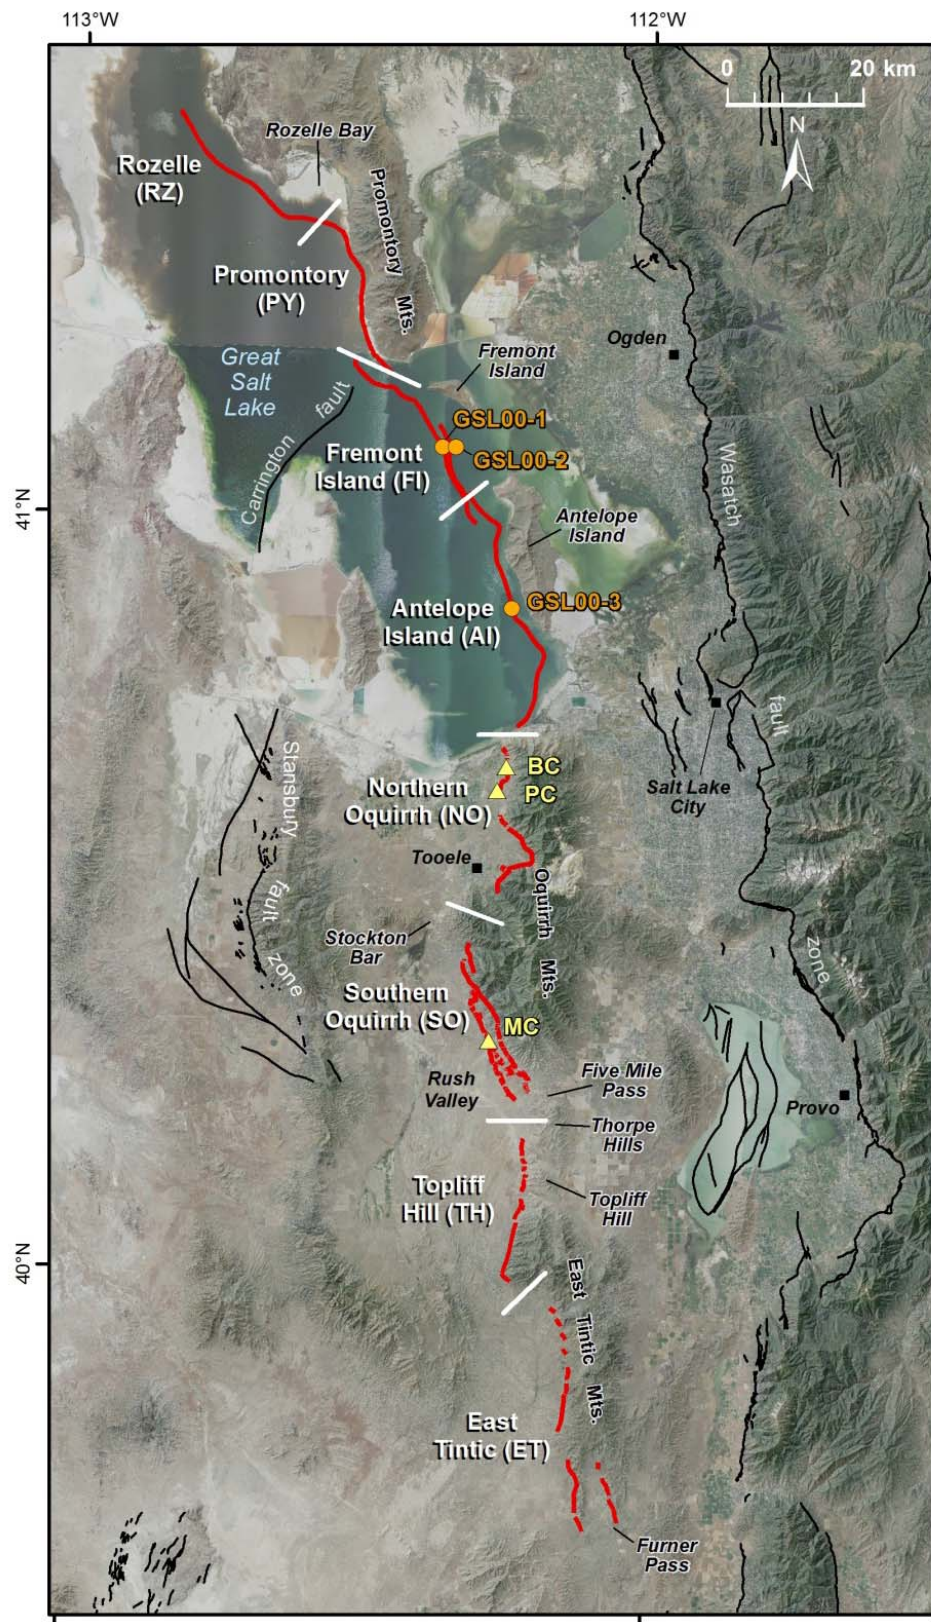 113°W
112°W
0
20 km
N
Rozelle Bay
Rozelle
(RZ)
Promontory
Mts.
Promontory
(PY)
Ogden
Great
Salt
Lake
Fremont
Island
Carrington
fault
GSL00-1
GSL00-2
Fremont
Island (FI)
Wasatch
fault
zone
41°N
Antelope
Island
GSL00-3
Antelope
Island (AI)
Stansbury
fault
zone
BC
PC
Northern
Oquirrh (NO)
Salt Lake
City
Tooele
Oquirrh
Mts.
Stockton
Bar
Southern
Oquirrh (SO)
MC
Rush
Valley
Five Mile
Pass
Provo
Thorpe
Hills
Topliff
Hill (TH)
Topliff
Hill
40°N
East
Tintic
Mts.
East
Tintic (ET)
Furner
Pass